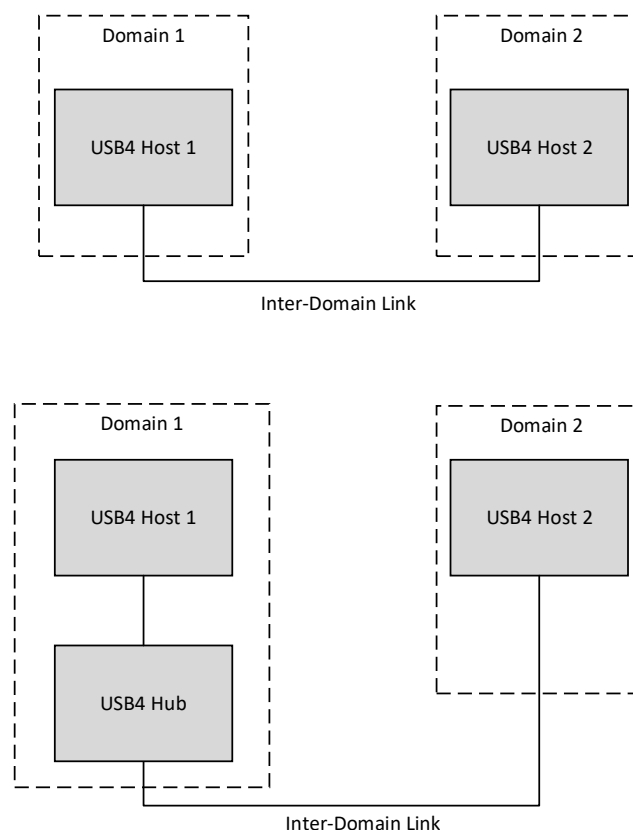 Domain 1
Domain 2
USB4 Host 1
USB4 Host 2
Inter-Domain Link
Domain 1
Domain 2
USB4 Host 1
USB4 Host 2
USB4 Hub
Inter-Domain Link